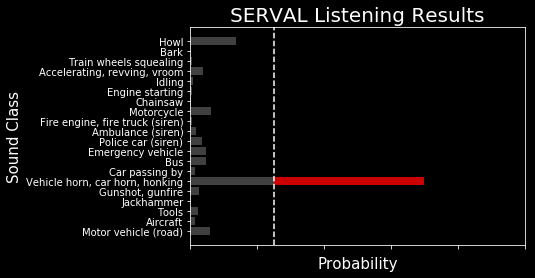 SERVAL Listening Results
Howl
Bark
Train wheels squealing
Accelerating, revving, vroom
Idling
Engine starting
Chainsaw
Motorcycle
Fire engine, fire truck (siren)
Ambulance (siren)
Police car (siren)
Emergency vehicle
Bus
Car passing by
Vehicle horn, car horn, honking
Gunshot, gunfire
Jackhammer
Tools
Aircraft
Motor vehicle (road)
Sound Class
Probability